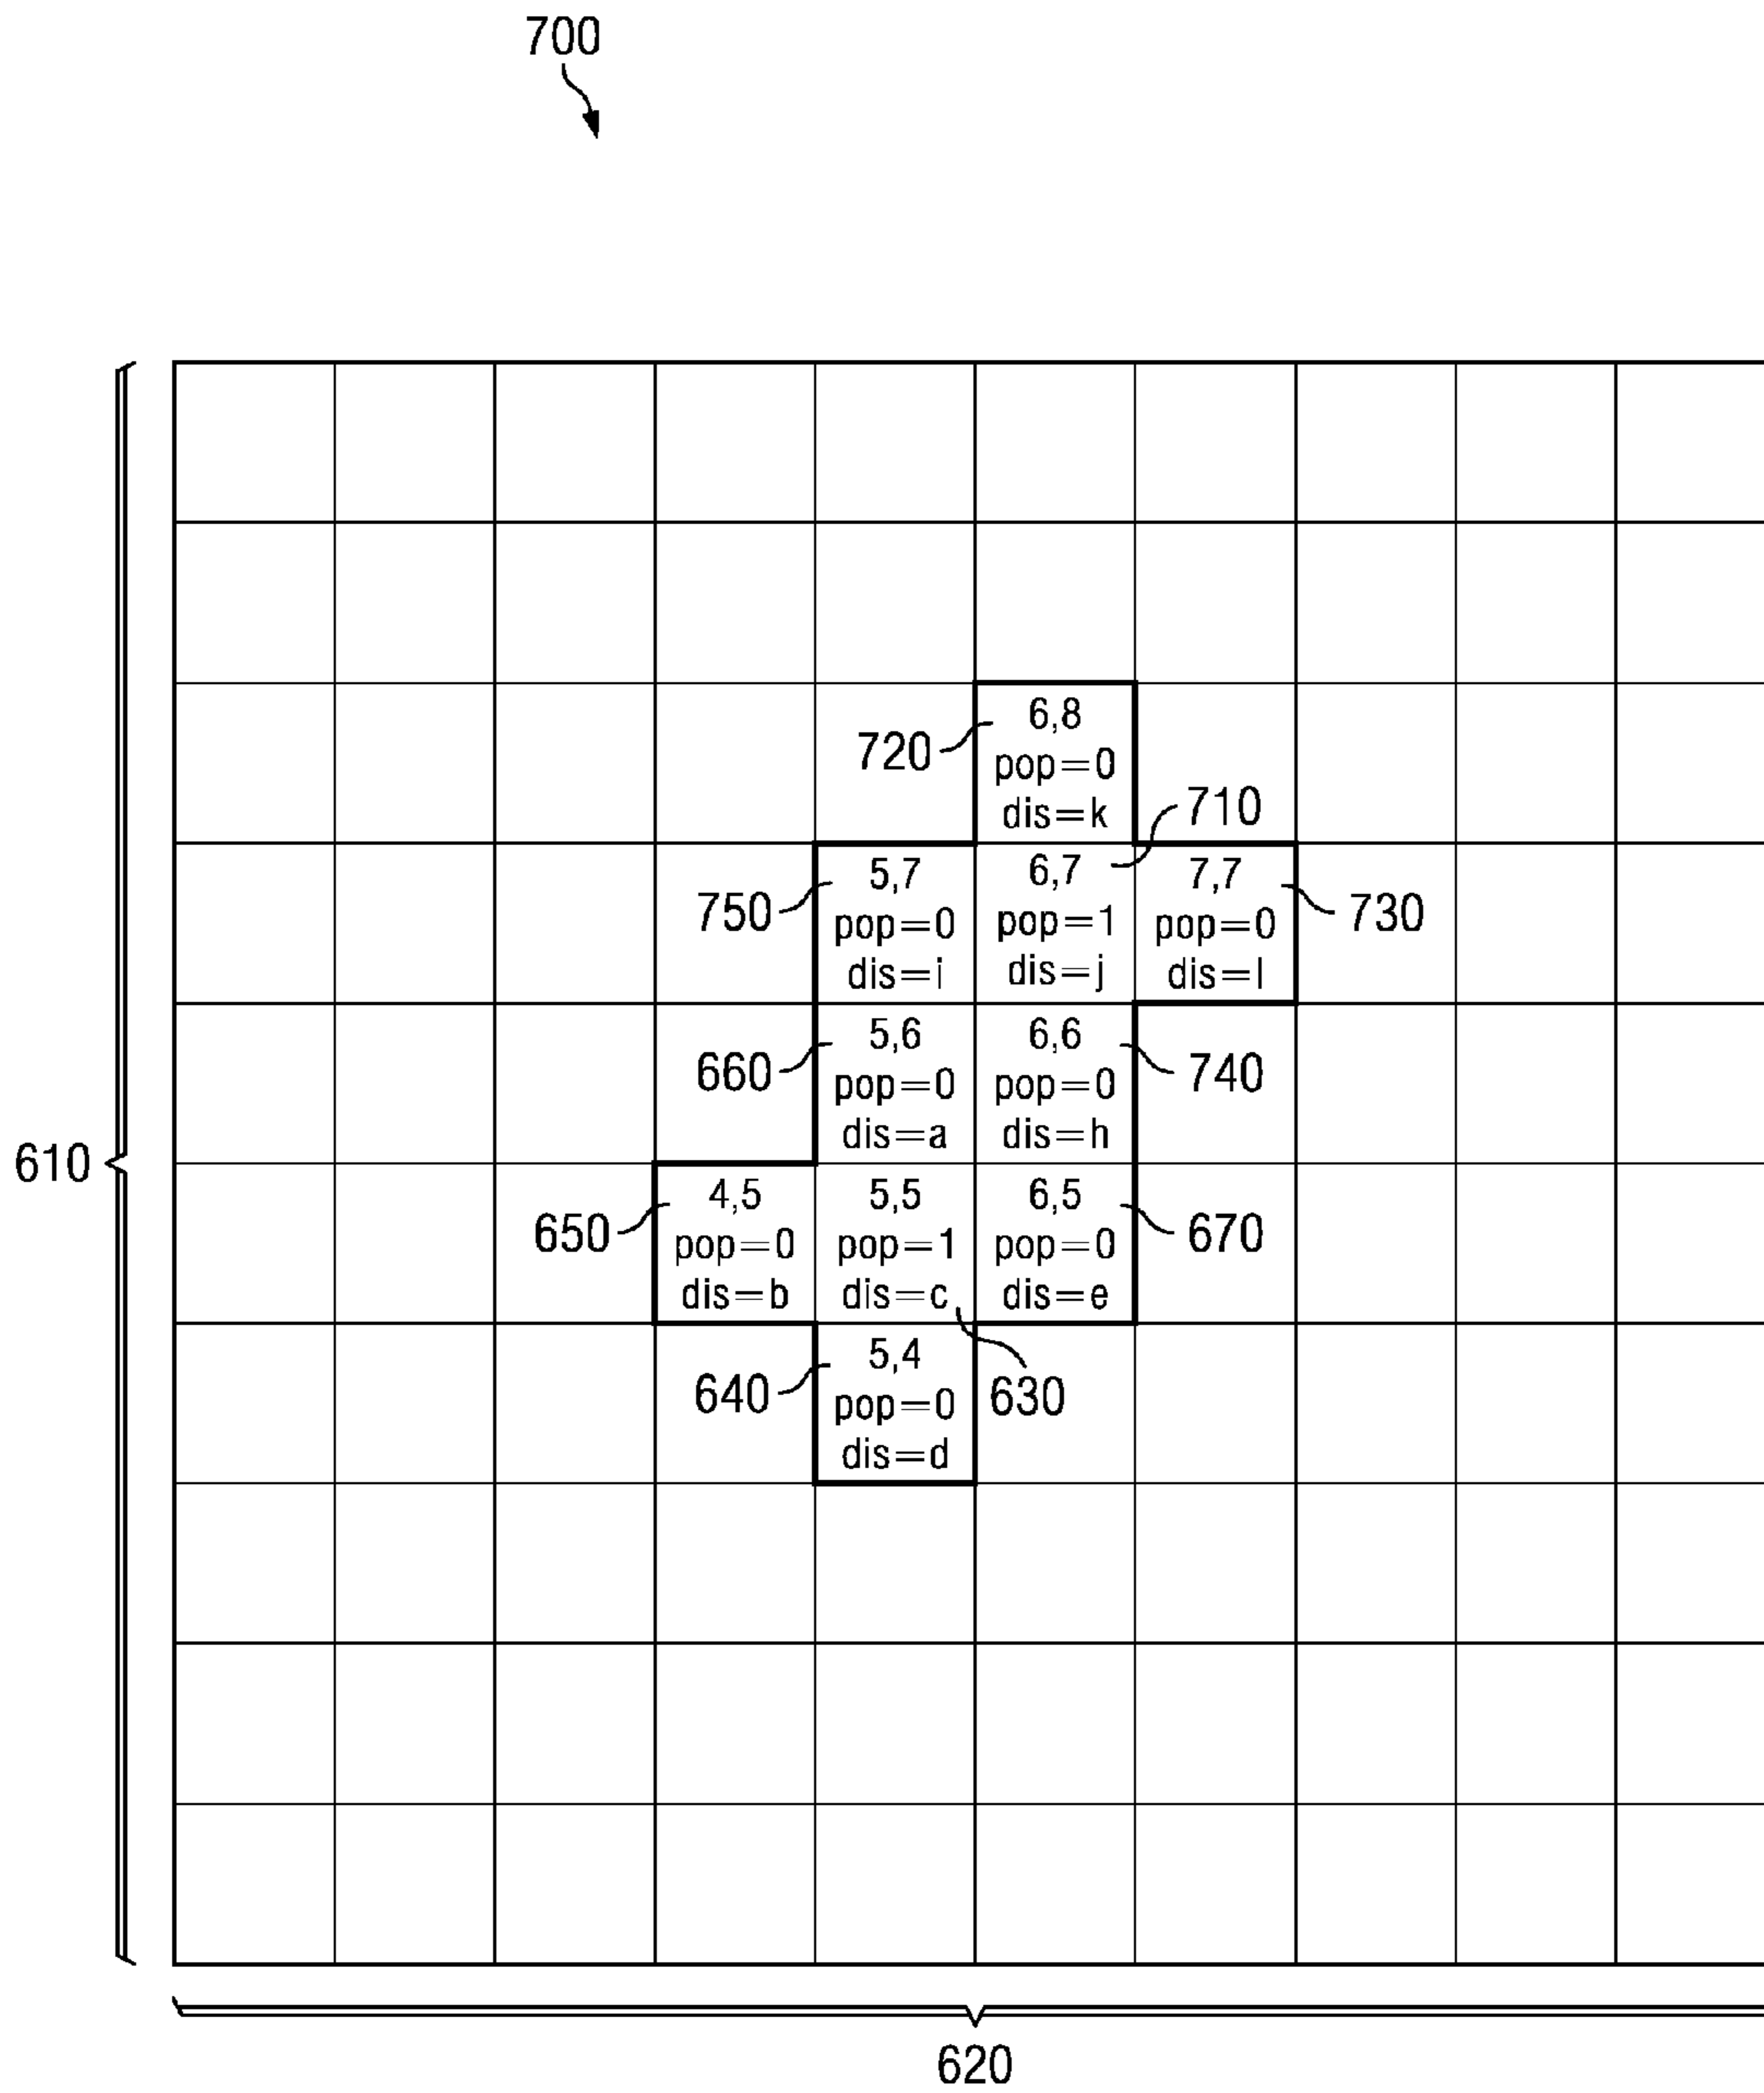 700
6,8
pop=0
dis=k
720
710
5,7
pop=0
dis=i
6,7
pop=1
dis=j
7,7
pop=0
dis=l
750
730
5,6
pop=0
dis=a
6,6
pop=0
dis=h
660
740
610
4,5
pop=0
dis=b
5,5
pop=1
dis=c
6,5
pop=0
dis=e
650
670
5,4
pop=0
dis=d
640
630
620